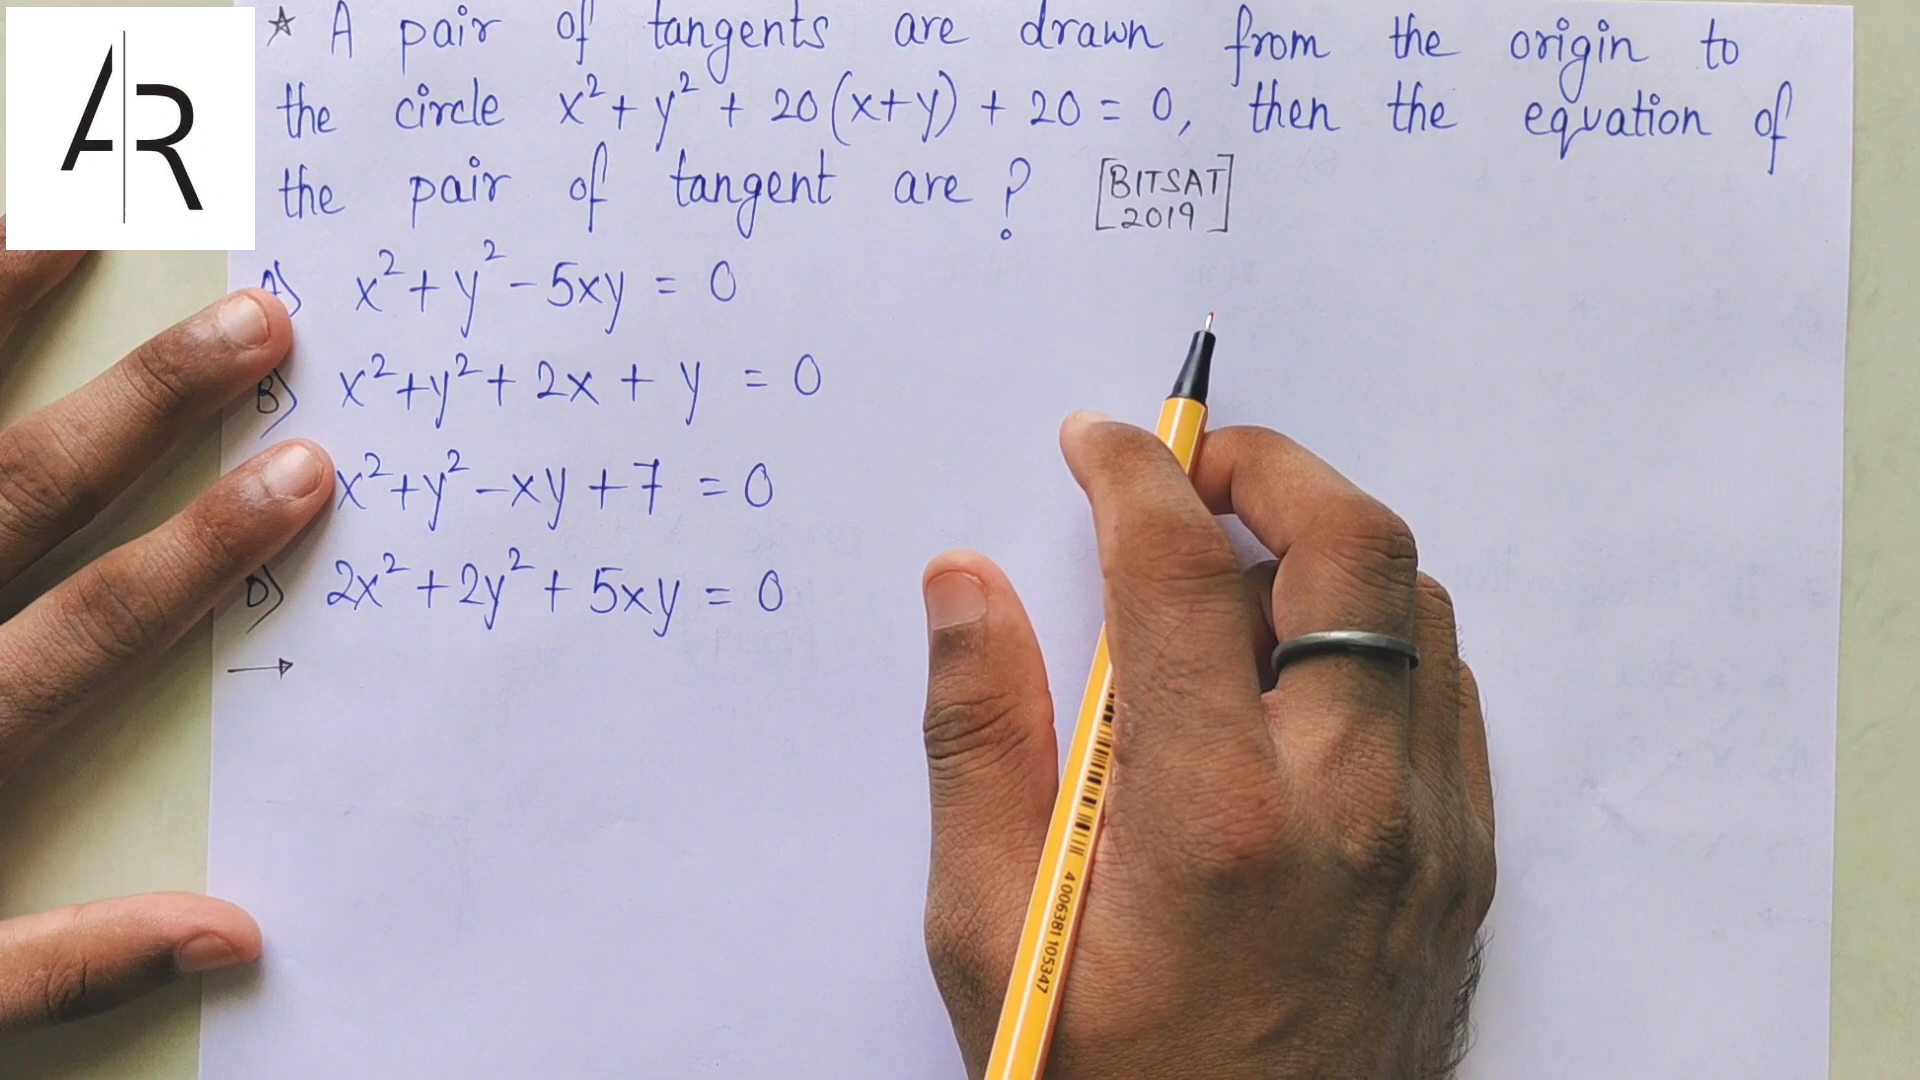 AR
☆ A pair of tangents are drawn from the origin to
the circle x² + y² + 20(x+y) + 20 = 0, then the equation of
the pair of tangent are ? [BITSAT 2019]
A) x² + y² - 5xy = 0
B) x² + y² + 2x + y = 0
x² + y² - xy + 7 = 0
D) 2x² + 2y² + 5xy = 0
→
4 006381 105347